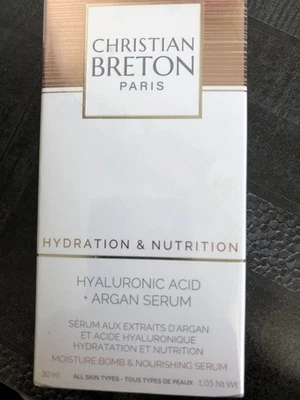 CHRISTIAN
BRETON
PARIS
HYDRATION & NUTRITION
HYALURONIC ACID
+ ARGAN SERUM
SÉRUM AUX EXTRAITS D'ARGAN
ET ACIDE HYALURONIQUE
HYDRATATION ET NUTRITION
MOISTURE BOMB & NOURISHING SERUM
30 ml ALL SKIN TYPES - TOUS TYPES DE PEAUX 1.05 Nt Wt